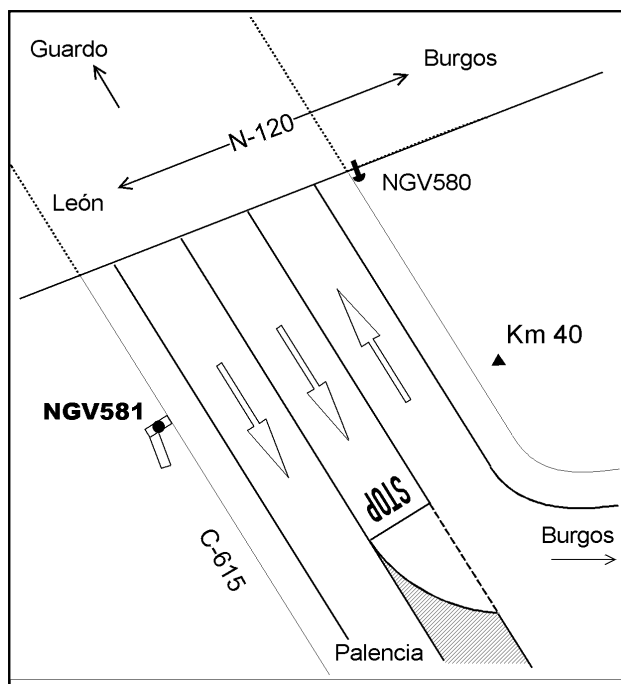 Guardo
Burgos
N-120
León
NGV580
Km 40
NGV581
STOP
C-615
Burgos
Palencia